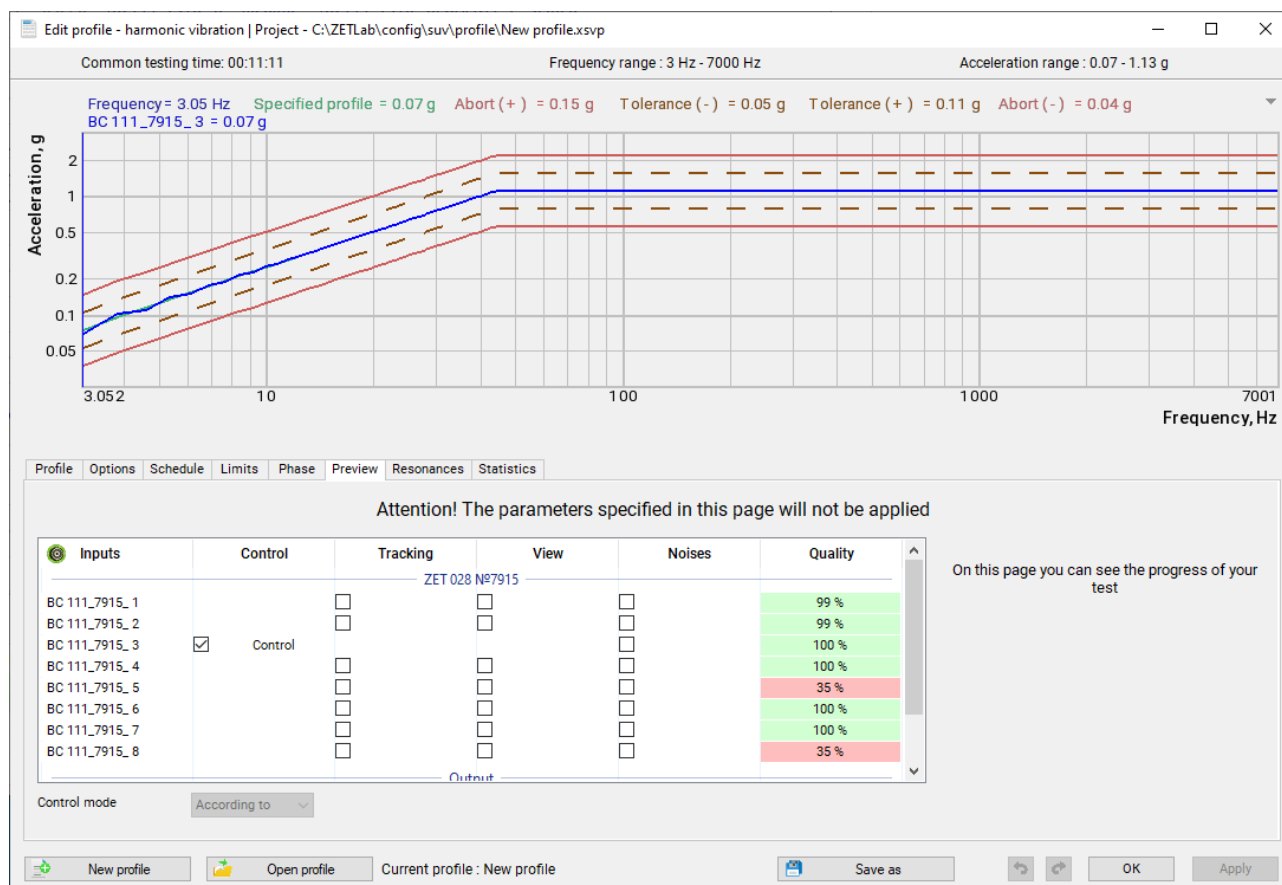 Edit profile - harmonic vibration | Project - C:\ZETLab\config\suv\profile\New profile.xsvp
Common testing time: 00:11:11 Frequency range : 3 Hz - 7000 Hz Acceleration range : 0.07 - 1.13 g
Frequency= 3.05 Hz Specified profile = 0.07 g Abort (+) = 0.15 g Tolerance (-) = 0.05 g Tolerance (+) = 0.11 g Abort (-) = 0.04 g
BC 111_7915_ 3 = 0.07 g
Acceleration, g
2
1
0.5
0.2
0.1
0.05
3.052 10 100 1000 7001
Frequency, Hz
Profile Options Schedule Limits Phase Preview Resonances Statistics
Attention! The parameters specified in this page will not be applied
Inputs Control Tracking View Noises Quality
ZET 028 №7915
BC 111_7915_ 1 99 %
BC 111_7915_ 2 99 %
BC 111_7915_ 3 Control 100 %
BC 111_7915_ 4 100 %
BC 111_7915_ 5 35 %
BC 111_7915_ 6 100 %
BC 111_7915_ 7 100 %
BC 111_7915_ 8 35 %
Output
On this page you can see the progress of your
test
Control mode According to
New profile Open profile Current profile : New profile Save as OK Apply